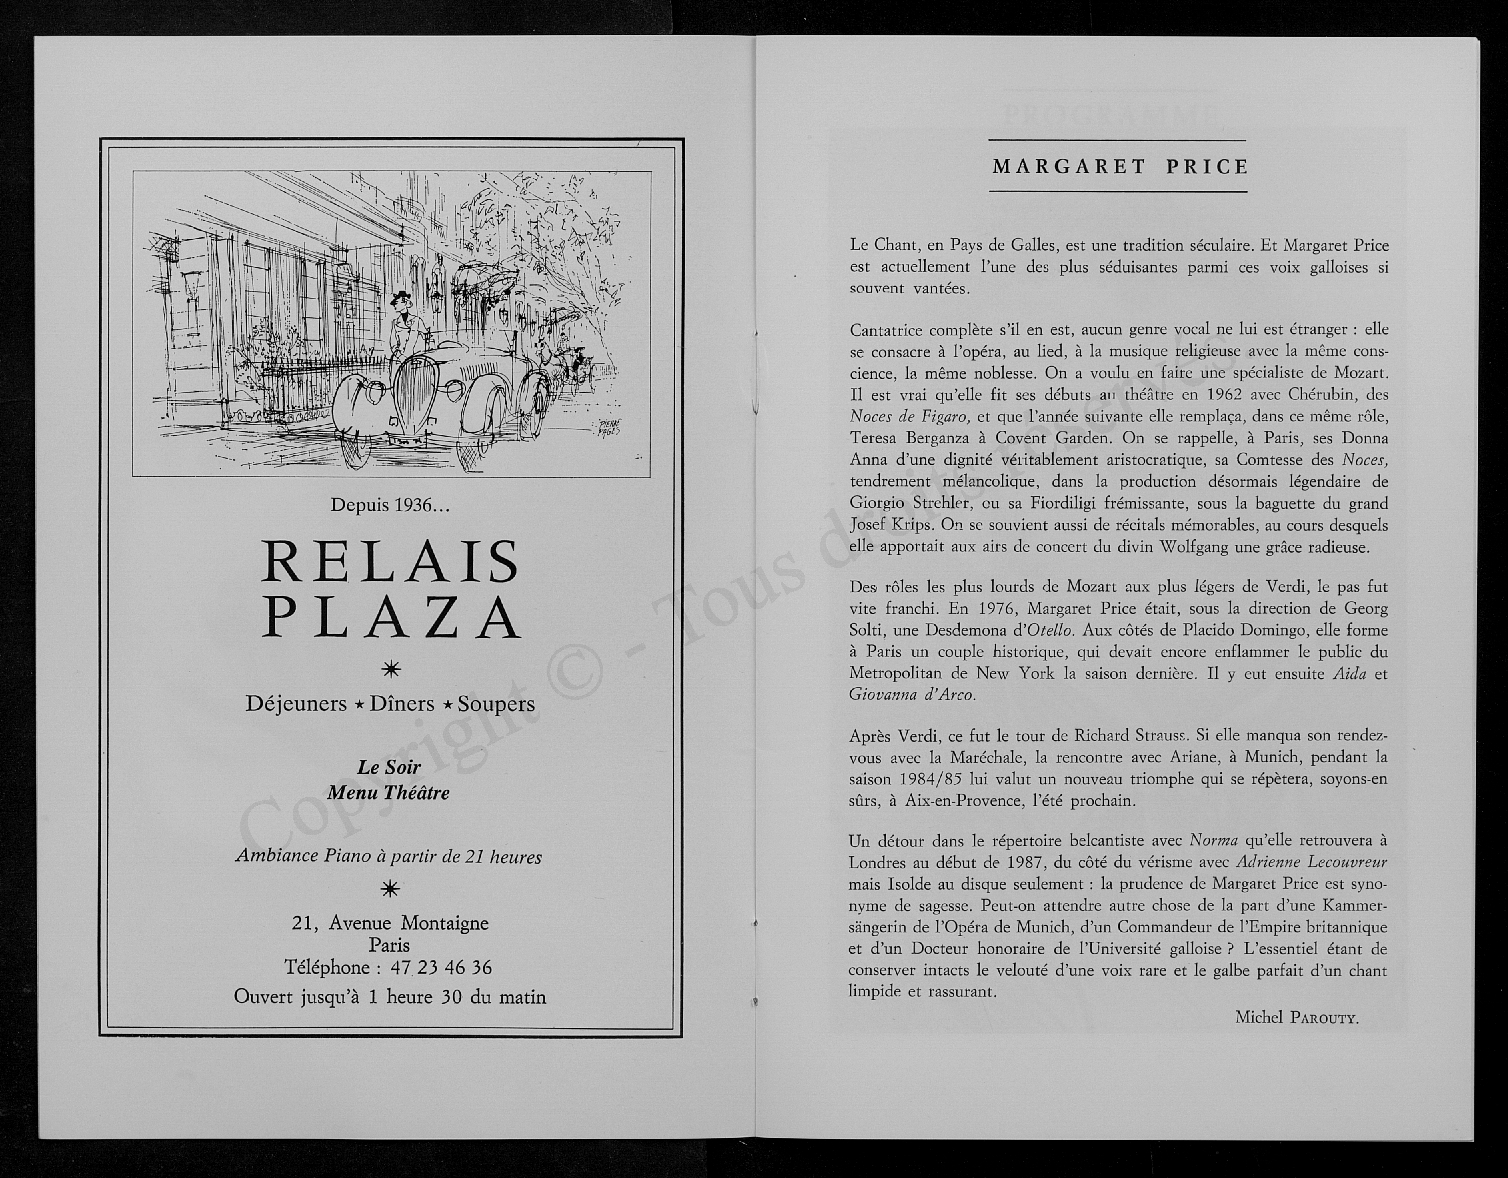 PIERRE
PAGES
Depuis 1936...
RELAIS
PLAZA
Déjeuners ★ Dîners ★ Soupers
Le Soir
Menu Théâtre
Ambiance Piano à partir de 21 heures
21, Avenue Montaigne
Paris
Téléphone : 47 23 46 36
Ouvert jusqu'à 1 heure 30 du matin
PROGRAMME
MARGARET PRICE
Le Chant, en Pays de Galles, est une tradition séculaire. Et Margaret Price
est actuellement l'une des plus séduisantes parmi ces voix galloises si
souvent vantées.
Cantatrice complète s'il en est, aucun genre vocal ne lui est étranger : elle
se consacre à l'opéra, au lied, à la musique religieuse avec la même cons-
cience, la même noblesse. On a voulu en faire une spécialiste de Mozart.
Il est vrai qu'elle fit ses débuts au théâtre en 1962 avec Chérubin, des
Noces de Figaro, et que l'année suivante elle remplaça, dans ce même rôle,
Teresa Berganza à Covent Garden. On se rappelle, à Paris, ses Donna
Anna d'une dignité véritablement aristocratique, sa Comtesse des Noces,
tendrement mélancolique, dans la production désormais légendaire de
Giorgio Strehler, ou sa Fiordiligi frémissante, sous la baguette du grand
Josef Krips. On se souvient aussi de récitals mémorables, au cours desquels
elle apportait aux airs de concert du divin Wolfgang une grâce radieuse.
Des rôles les plus lourds de Mozart aux plus légers de Verdi, le pas fut
vite franchi. En 1976, Margaret Price était, sous la direction de Georg
Solti, une Desdemona d'Otello. Aux côtés de Placido Domingo, elle forme
à Paris un couple historique, qui devait encore enflammer le public du
Metropolitan de New York la saison dernière. Il y eut ensuite Aida et
Giovanna d'Arco.
Après Verdi, ce fut le tour de Richard Strauss. Si elle manqua son rendez-
vous avec la Maréchale, la rencontre avec Ariane, à Munich, pendant la
saison 1984/85 lui valut un nouveau triomphe qui se répètera, soyons-en
sûrs, à Aix-en-Provence, l'été prochain.
Un détour dans le répertoire belcantiste avec Norma qu'elle retrouvera à
Londres au début de 1987, du côté du vérisme avec Adrienne Lecouvreur
mais Isolde au disque seulement : la prudence de Margaret Price est syno-
nyme de sagesse. Peut-on attendre autre chose de la part d'une Kammer-
sängerin de l'Opéra de Munich, d'un Commandeur de l'Empire britannique
et d'un Docteur honoraire de l'Université galloise ? L'essentiel étant de
conserver intacts le velouté d'une voix rare et le galbe parfait d'un chant
limpide et rassurant.
Michel PAROUTY.
Copyright © - Tous droits réservés